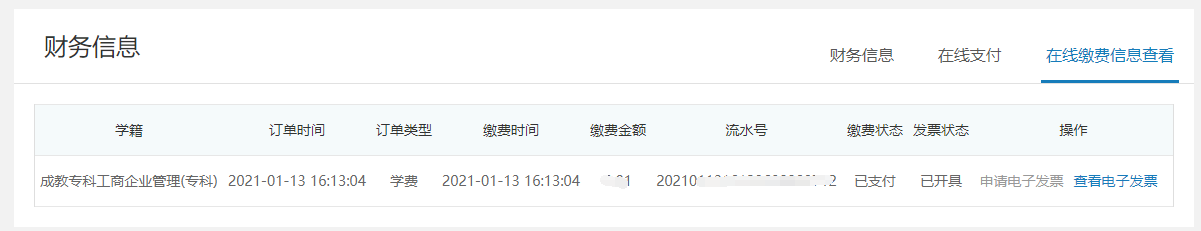 财务信息
财务信息 在线支付 在线缴费信息查看
学籍 订单时间 订单类型 缴费时间 缴费金额 流水号 缴费状态 发票状态 操作
成教专科工商企业管理(专科) 2021-01-13 16:13:04 学费 2021-01-13 16:13:04 已支付 已开具 申请电子发票 查看电子发票